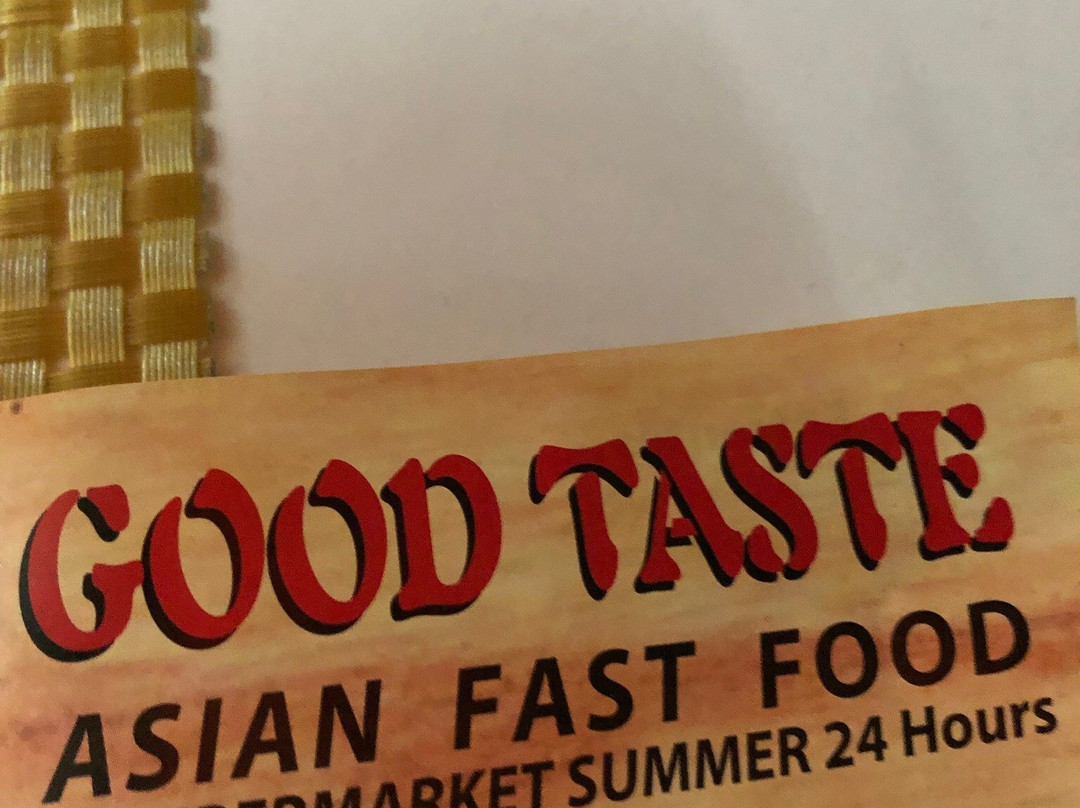 GOOD TASTE
ASIAN FAST FOOD
SUMMER 24 Hours